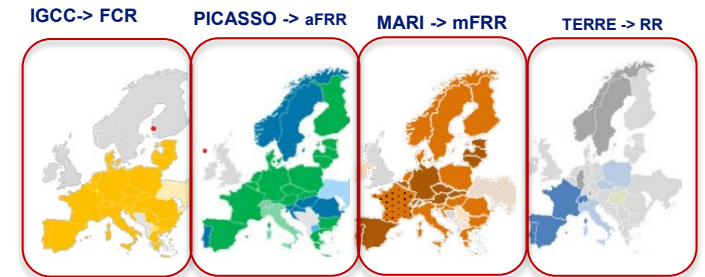 IGCC-> FCR
PICASSO -> aFRR
MARI -> mFRR
TERRE -> RR